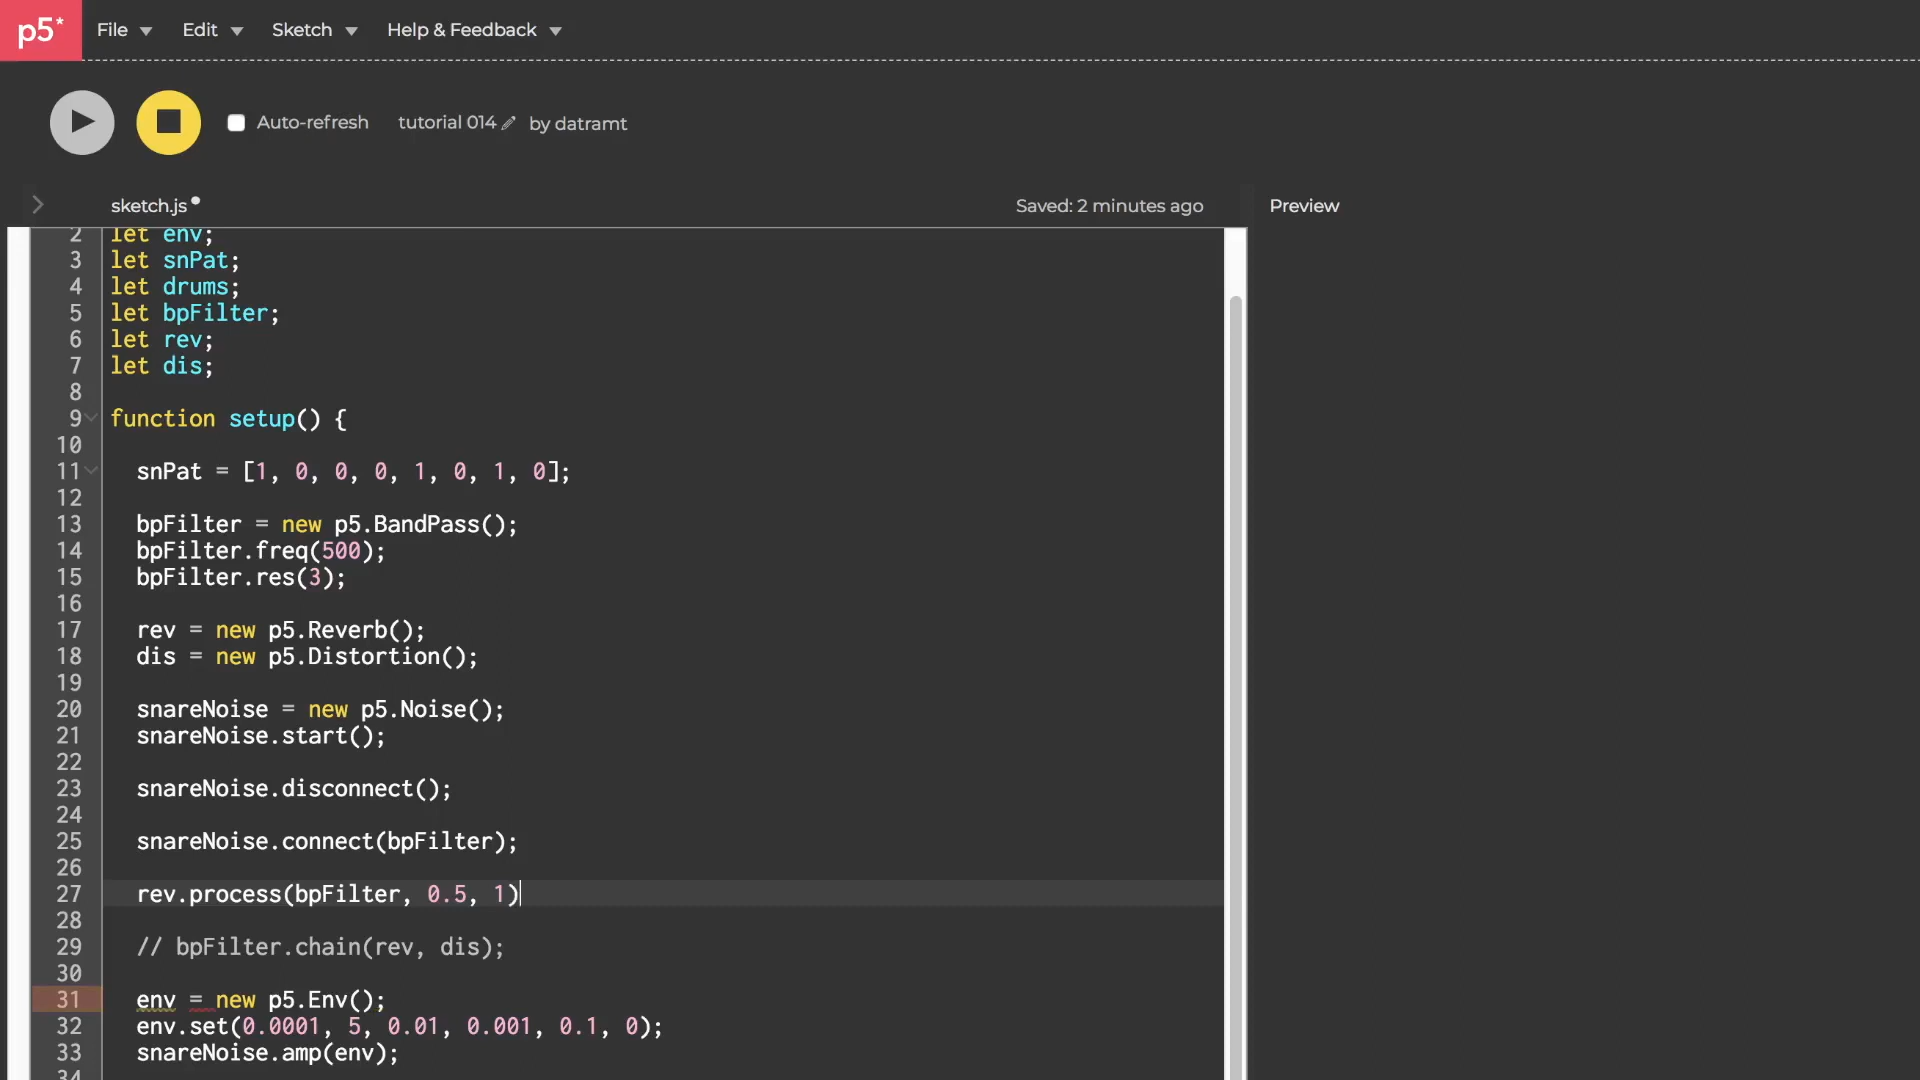 p5*
File Edit Sketch Help & Feedback
Auto-refresh tutorial 014 by datramt
sketch.js Saved: 2 minutes ago Preview
2 let env;
3 let snPat;
4 let drums;
5 let bpFilter;
6 let rev;
7 let dis;
8
9 function setup() {
10
11 snPat = [1, 0, 0, 0, 1, 0, 1, 0];
12
13 bpFilter = new p5.BandPass();
14 bpFilter.freq(500);
15 bpFilter.res(3);
16
17 rev = new p5.Reverb();
18 dis = new p5.Distortion();
19
20 snareNoise = new p5.Noise();
21 snareNoise.start();
22
23 snareNoise.disconnect();
24
25 snareNoise.connect(bpFilter);
26
27 rev.process(bpFilter, 0.5, 1)
28
29 // bpFilter.chain(rev, dis);
30
31 env = new p5.Env();
32 env.set(0.0001, 5, 0.01, 0.001, 0.1, 0);
33 snareNoise.amp(env);
34